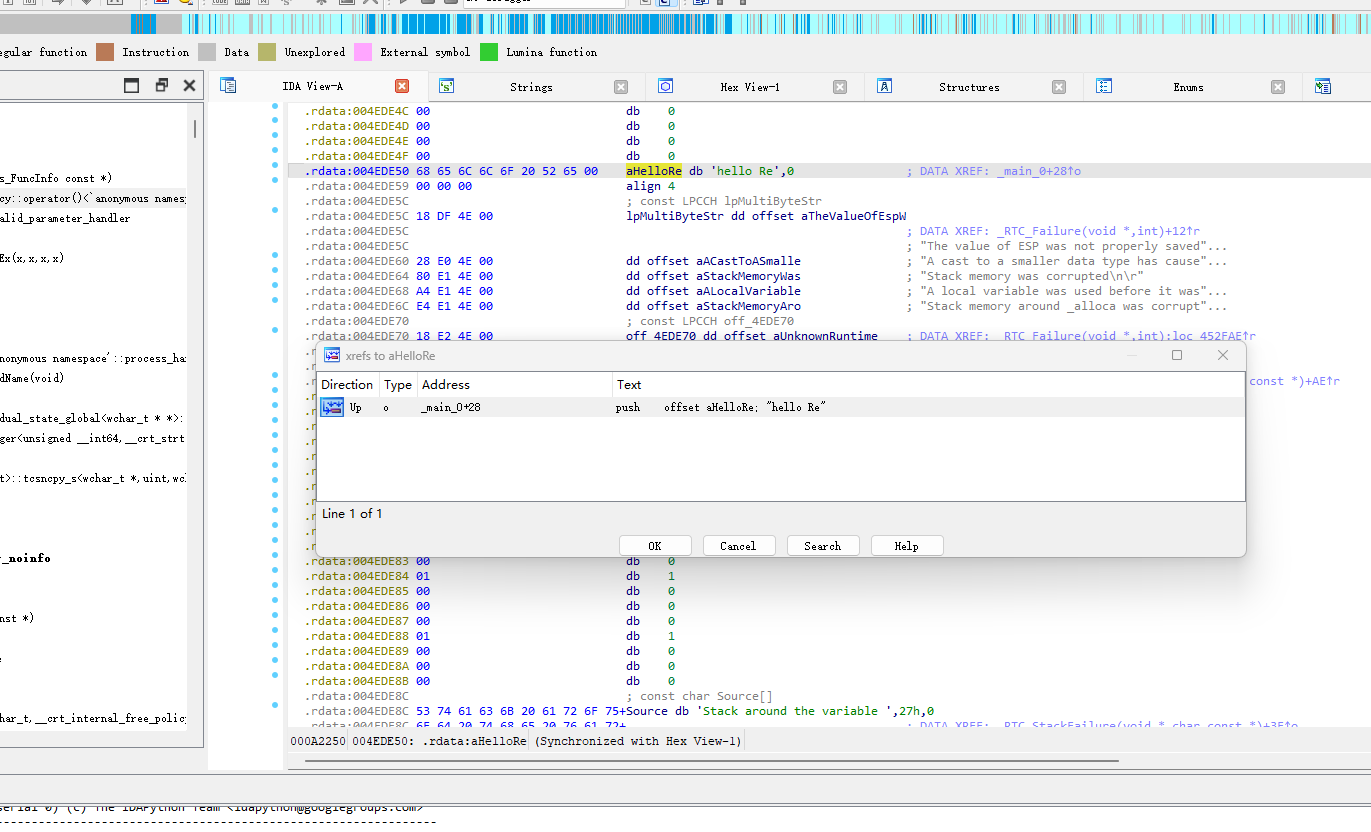 egular function Instruction Data Unexplored External symbol Lumina function
IDA View-A Strings Hex View-1 Structures Enums
s_FuncInfo const *)
cy::operator()<`anonymous namesp
alid_parameter_handler
Ex(x,x,x,x)
nonymous namespace'::process_ha
dName(void)
dual_state_global<wchar_t * *>:
ger<unsigned __int64,__crt_strt
t>::tcsncpy_s<wchar_t *,uint,wc
_noinfo
nst *)
har_t,__crt_internal_free_policy
.rdata:004EDE4C 00 db 0
.rdata:004EDE4D 00 db 0
.rdata:004EDE4E 00 db 0
.rdata:004EDE4F 00 db 0
.rdata:004EDE50 68 65 6C 6C 6F 20 52 65 00 aHelloRe db 'hello Re',0 ; DATA XREF: _main_0+28↑o
.rdata:004EDE59 00 00 00 align 4
.rdata:004EDE5C ; const LPCCH lpMultiByteStr
.rdata:004EDE5C 18 DF 4E 00 lpMultiByteStr dd offset aTheValueOfEspW
.rdata:004EDE5C ; DATA XREF: _RTC_Failure(void *,int)+12↑r
.rdata:004EDE5C ; "The value of ESP was not properly saved"...
.rdata:004EDE60 28 E0 4E 00 dd offset aACastToASmalle ; "A cast to a smaller data type has cause"...
.rdata:004EDE64 80 E1 4E 00 dd offset aStackMemoryWas ; "Stack memory was corrupted\n\r"
.rdata:004EDE68 A4 E1 4E 00 dd offset aALocalVariable ; "A local variable was used before it was"...
.rdata:004EDE6C E4 E1 4E 00 dd offset aStackMemoryAro ; "Stack memory around _alloca was corrupt"...
.rdata:004EDE70 ; const LPCCH off_4EDE70
.rdata:004EDE70 18 E2 4E 00 off_4EDE70 dd offset aUnknownRuntime ; DATA XREF: _RTC_Failure(void *,int):loc_452FAE↑r
const *)+AE↑r
xrefs to aHelloRe
Direction Type Address Text
Up o _main_0+28 push offset aHelloRe; "hello Re"
Line 1 of 1
OK Cancel Search Help
.rdata:004EDE83 00 db 0
.rdata:004EDE84 01 db 1
.rdata:004EDE85 00 db 0
.rdata:004EDE86 00 db 0
.rdata:004EDE87 00 db 0
.rdata:004EDE88 01 db 1
.rdata:004EDE89 00 db 0
.rdata:004EDE8A 00 db 0
.rdata:004EDE8B 00 db 0
.rdata:004EDE8C ; const char Source[]
.rdata:004EDE8C 53 74 61 63 6B 20 61 72 6F 75+Source db 'Stack around the variable ',27h,0
.rdata:004EDE8C 6E 64 20 74 68 65 20 76 61 72+ ; DATA XREF: _RTC_StackFailure(void *,char const *)+3E↑o
000A2250 004EDE50: .rdata:aHelloRe (Synchronized with Hex View-1)
serial 0) (c) The IDAPython Team <idapython@googlegroups.com>